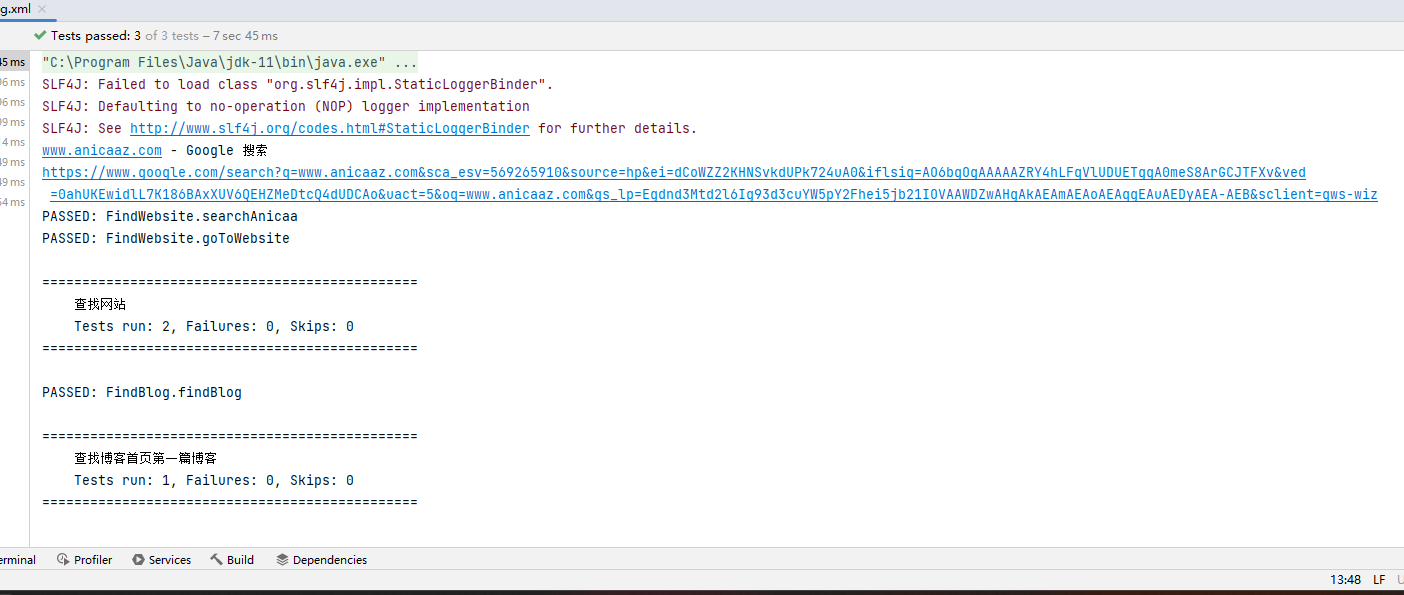 g.xml
Tests passed: 3 of 3 tests – 7 sec 45 ms
45 ms
96 ms
96 ms
99 ms
14 ms
49 ms
49 ms
54 ms
"C:\Program Files\Java\jdk-11\bin\java.exe" ...
SLF4J: Failed to load class "org.slf4j.impl.StaticLoggerBinder".
SLF4J: Defaulting to no-operation (NOP) logger implementation
SLF4J: See http://www.slf4j.org/codes.html#StaticLoggerBinder for further details.
www.anicaaz.com - Google 搜索
https://www.google.com/search?q=www.anicaaz.com&sca_esv=569265910&source=hp&ei=dCoWZZ2KHNSvkdUPk724uA0&iflsig=AO6bgOgAAAAAZRY4hLFqVlUDUETgqA0meS8ArGCJTFXv&ved
=0ahUKEwidlL7K186BAxXUV6QEHZMeDtcQ4dUDCAo&uact=5&oq=www.anicaaz.com&gs_lp=Egdnd3Mtd2l6Ig93d3cuYW5pY2Fhei5jb21IOVAAWDZwAHgAkAEAmAEAoAEAqgEAuAEDyAEA-AEB&sclient=gws-wiz
PASSED: FindWebsite.searchAnicaa
PASSED: FindWebsite.goToWebsite
===============================================
查找网站
Tests run: 2, Failures: 0, Skips: 0
===============================================
PASSED: FindBlog.findBlog
===============================================
查找博客首页第一篇博客
Tests run: 1, Failures: 0, Skips: 0
===============================================
erminal Profiler Services Build Dependencies
13:48 LF